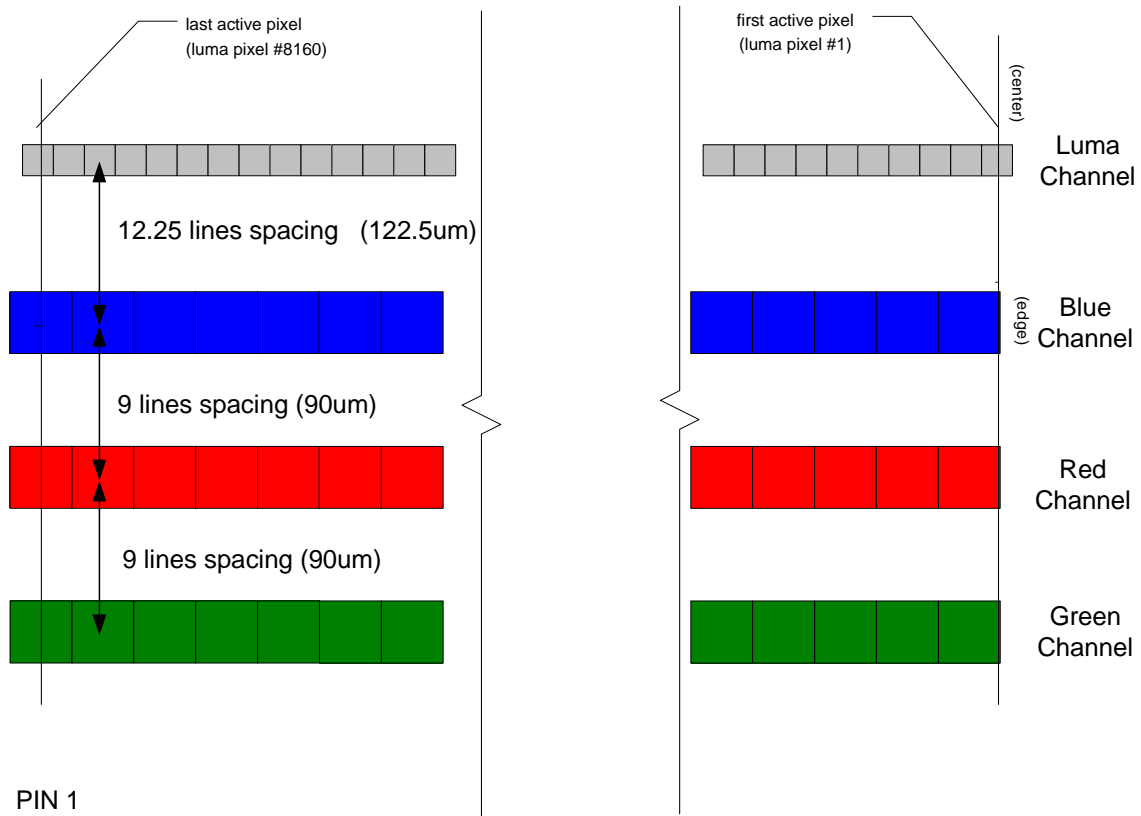 last active pixel
(luma pixel #8160)
first active pixel
(luma pixel #1)
(center)
Luma
Channel
12.25 lines spacing (122.5um)
(edge)
Blue
Channel
9 lines spacing (90um)
Red
Channel
9 lines spacing (90um)
Green
Channel
PIN 1